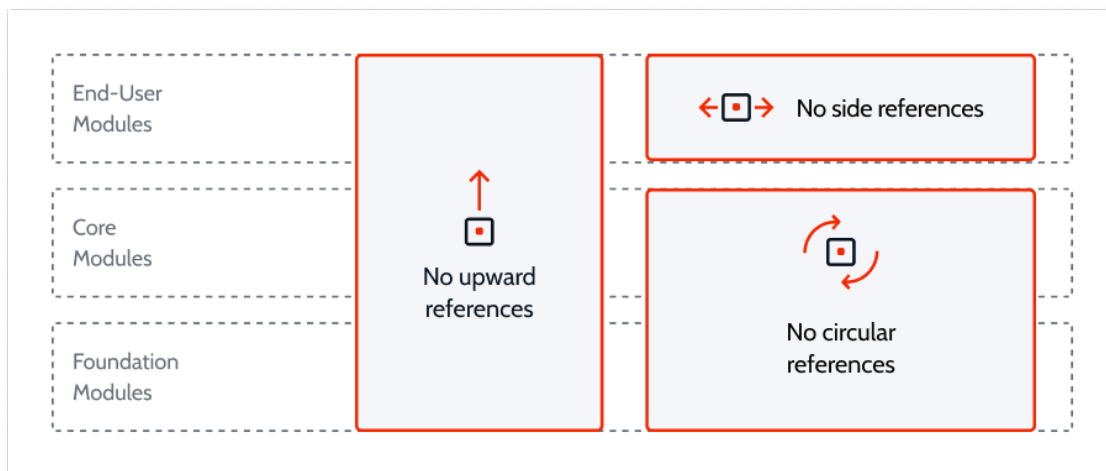 End-User
Modules
No side references
Core
Modules
No upward
references
No circular
references
Foundation
Modules